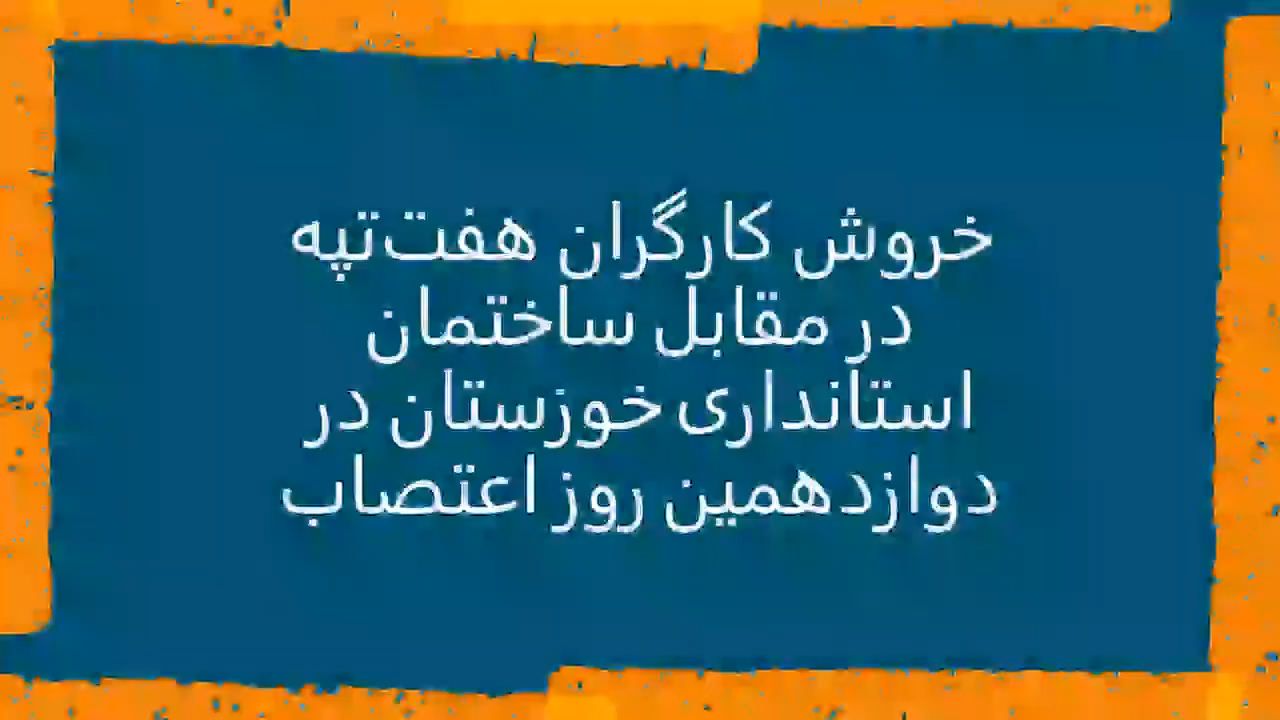 خروش کارگران هفت‌تپه
در مقابل ساختمان
استانداری خوزستان در
دوازدهمین روز اعتصاب